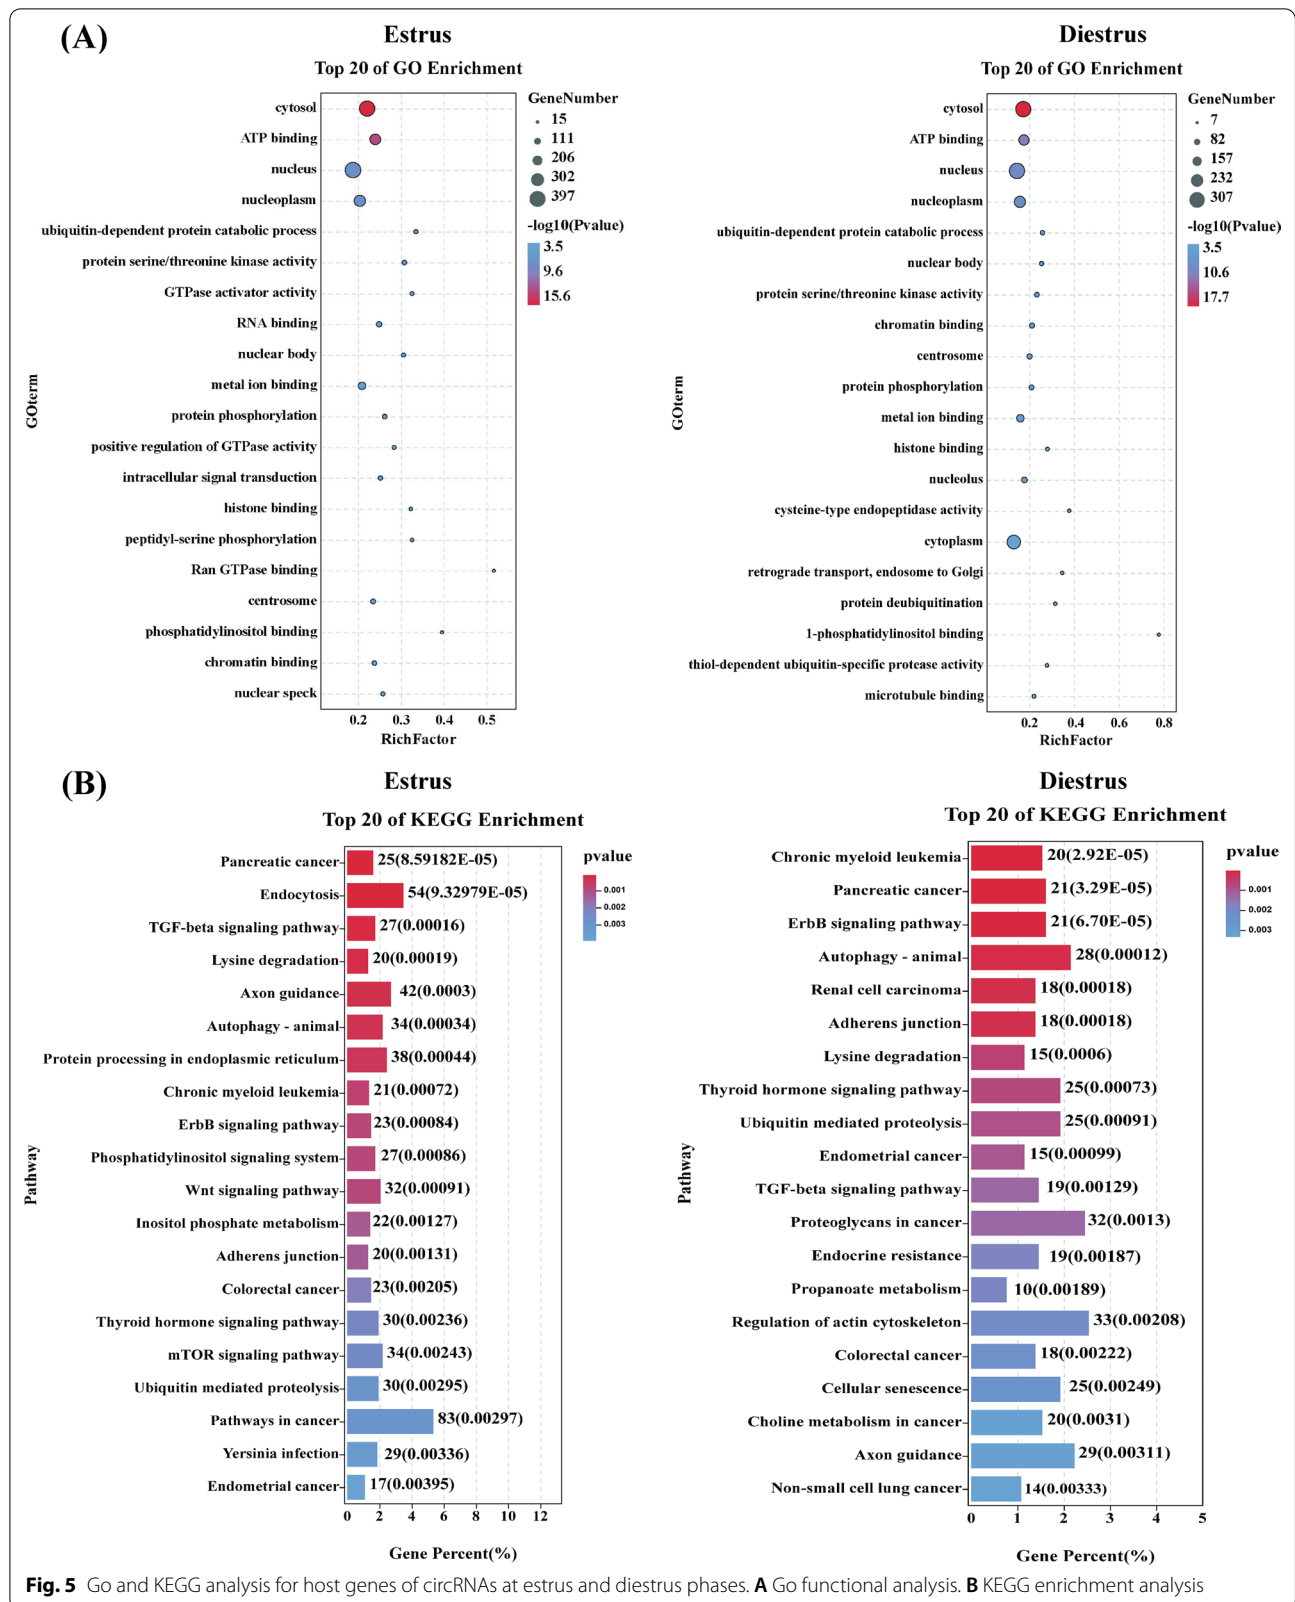 (A)
Estrus
Top 20 of GO Enrichment
GOterm
cytosol
ATP binding
nucleus
nucleoplasm
ubiquitin-dependent protein catabolic process
protein serine/threonine kinase activity
GTPase activator activity
RNA binding
nuclear body
metal ion binding
protein phosphorylation
positive regulation of GTPase activity
intracellular signal transduction
histone binding
peptidyl-serine phosphorylation
Ran GTPase binding
centrosome
phosphatidylinositol binding
chromatin binding
nuclear speck
0.2 0.3 0.4 0.5
RichFactor
GeneNumber
15
111
206
302
397
-log10(Pvalue)
3.5
9.6
15.6
Diestrus
Top 20 of GO Enrichment
GOterm
cytosol
ATP binding
nucleus
nucleoplasm
ubiquitin-dependent protein catabolic process
nuclear body
protein serine/threonine kinase activity
chromatin binding
centrosome
protein phosphorylation
metal ion binding
histone binding
nucleolus
cysteine-type endopeptidase activity
cytoplasm
retrograde transport, endosome to Golgi
protein deubiquitination
1-phosphatidylinositol binding
thiol-dependent ubiquitin-specific protease activity
microtubule binding
0.2 0.4 0.6 0.8
RichFactor
GeneNumber
7
82
157
232
307
-log10(Pvalue)
3.5
10.6
17.7
(B)
Estrus
Top 20 of KEGG Enrichment
Pathway
Pancreatic cancer 25(8.59182E-05)
Endocytosis 54(9.32979E-05)
TGF-beta signaling pathway 27(0.00016)
Lysine degradation 20(0.00019)
Axon guidance 42(0.0003)
Autophagy - animal 34(0.00034)
Protein processing in endoplasmic reticulum 38(0.00044)
Chronic myeloid leukemia 21(0.00072)
ErbB signaling pathway 23(0.00084)
Phosphatidylinositol signaling system 27(0.00086)
Wnt signaling pathway 32(0.00091)
Inositol phosphate metabolism 22(0.00127)
Adherens junction 20(0.00131)
Colorectal cancer 23(0.00205)
Thyroid hormone signaling pathway 30(0.00236)
mTOR signaling pathway 34(0.00243)
Ubiquitin mediated proteolysis 30(0.00295)
Pathways in cancer 83(0.00297)
Yersinia infection 29(0.00336)
Endometrial cancer 17(0.00395)
0 2 4 6 8 10 12
Gene Percent(%)
pvalue
0.001
0.002
0.003
Diestrus
Top 20 of KEGG Enrichment
Pathway
Chronic myeloid leukemia 20(2.92E-05)
Pancreatic cancer 21(3.29E-05)
ErbB signaling pathway 21(6.70E-05)
Autophagy - animal 28(0.00012)
Renal cell carcinoma 18(0.00018)
Adherens junction 18(0.00018)
Lysine degradation 15(0.0006)
Thyroid hormone signaling pathway 25(0.00073)
Ubiquitin mediated proteolysis 25(0.00091)
Endometrial cancer 15(0.00099)
TGF-beta signaling pathway 19(0.00129)
Proteoglycans in cancer 32(0.0013)
Endocrine resistance 19(0.00187)
Propanoate metabolism 10(0.00189)
Regulation of actin cytoskeleton 33(0.00208)
Colorectal cancer 18(0.00222)
Cellular senescence 25(0.00249)
Choline metabolism in cancer 20(0.0031)
Axon guidance 29(0.00311)
Non-small cell lung cancer 14(0.00333)
0 1 2 3 4 5
Gene Percent(%)
pvalue
0.001
0.002
0.003
Fig. 5 Go and KEGG analysis for host genes of circRNAs at estrus and diestrus phases. A Go functional analysis. B KEGG enrichment analysis